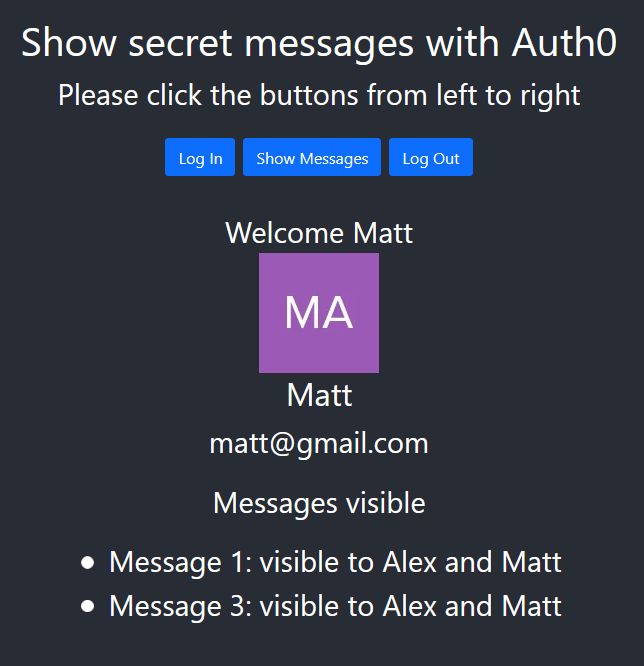 Show secret messages with Auth0
Please click the buttons from left to right
Log In Show Messages Log Out
Welcome Matt
MA
Matt
matt@gmail.com
Messages visible
Message 1: visible to Alex and Matt
Message 3: visible to Alex and Matt